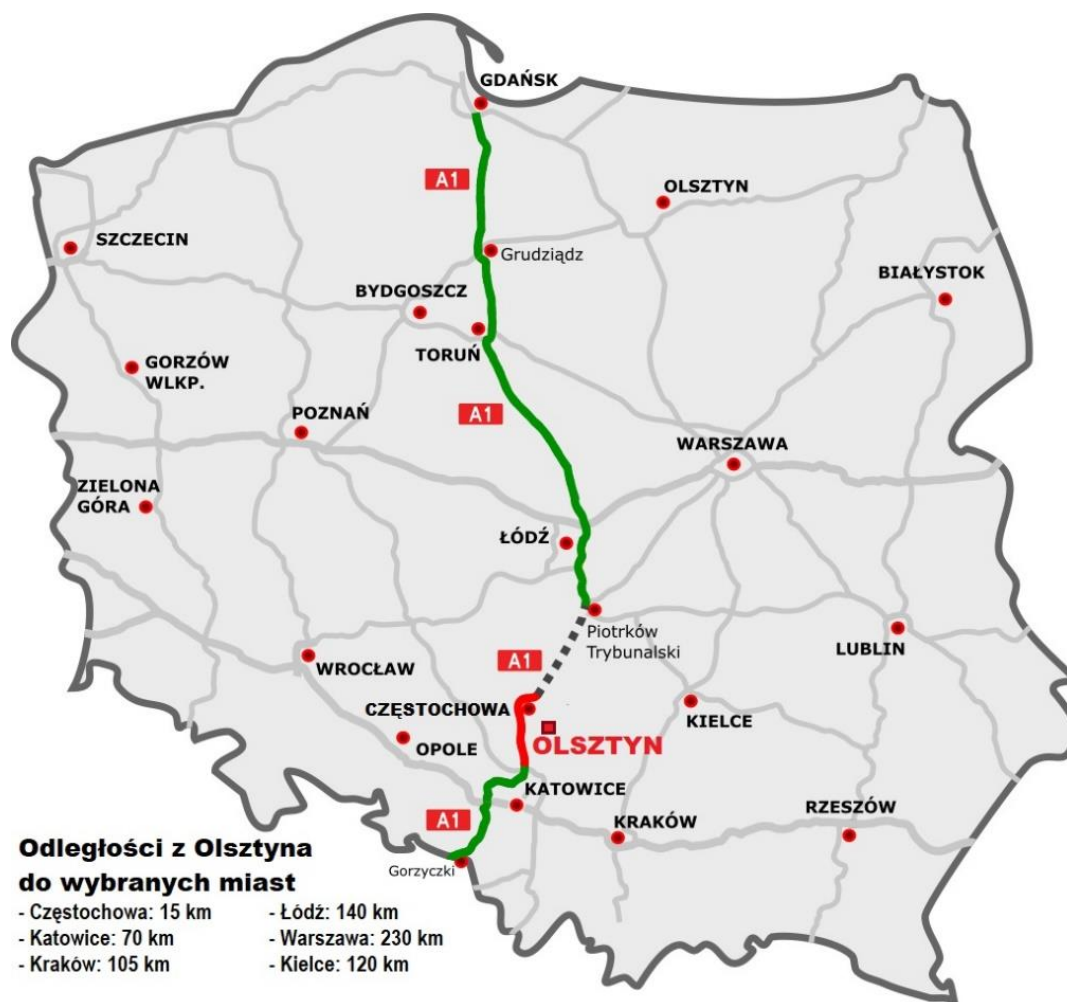 GDAŃSK
A1
OLSZTYN
SZCZECIN
Grudziądz
BIAŁYSTOK
BYDGOSZCZ
TORUŃ
GORZÓW
WLKP.
A1
POZNAŃ
WARSZAWA
ZIELONA
GÓRA
ŁÓDŹ
Piotrków
Trybunalski
LUBLIN
A1
WROCŁAW
CZĘSTOCHOWA
KIELCE
OPOLE
OLSZTYN
KATOWICE
A1
KRAKÓW
RZESZÓW
Gorzyczki
Odległości z Olsztyna
do wybranych miast
- Częstochowa: 15 km
- Katowice: 70 km
- Kraków: 105 km
- Łódź: 140 km
- Warszawa: 230 km
- Kielce: 120 km